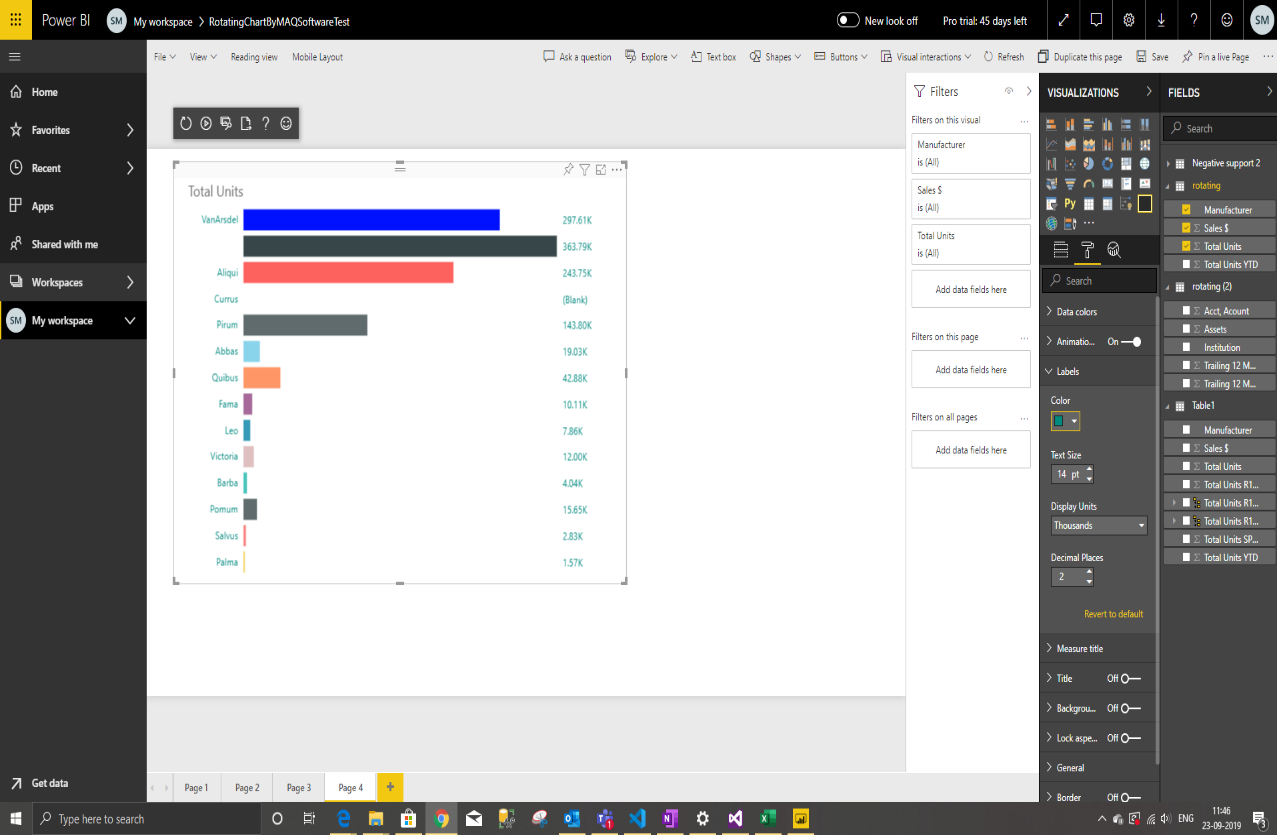 Power BI
SM
My workspace > RotatingChartByMAQSoftwareTest
New look off
Pro trial: 45 days left
?
SM
File
View
Reading view
Mobile Layout
Ask a question
Explore
Text box
Shapes
Buttons
Visual interactions
Refresh
Duplicate this page
Save
Pin a live Page
...
Home
Favorites
Recent
Apps
Shared with me
Workspaces
SM
My workspace
Get data
?
Total Units
VanArsdel 297.61K
363.79K
Aliqui 243.75K
Currus (Blank)
Pirum 143.80K
Abbas 19.03K
Quibus 42.88K
Fama 10.11K
Leo 7.86K
Victoria 12.00K
Barba 4.04K
Pomum 15.65K
Salvus 2.83K
Palma 1.57K
Page 1
Page 2
Page 3
Page 4
+
Filters
Filters on this visual ...
Manufacturer
is (All)
Sales $
is (All)
Total Units
is (All)
Add data fields here
Filters on this page ...
Add data fields here
Filters on all pages ...
Add data fields here
VISUALIZATIONS
Py
...
Search
Data colors
Animatio... On
Labels
Color
Text Size
14 pt
Display Units
Thousands
Decimal Places
2
Revert to default
Measure title
Title Off
Backgrou... Off
Lock aspe... Off
General
Border Off
FIELDS
Search
Negative support 2
rotating
Manufacturer
Σ Sales $
Σ Total Units
Σ Total Units YTD
rotating (2)
Σ Acct, Acount
Σ Assets
Institution
Σ Trailing 12 M...
Σ Trailing 12 M...
Table1
Manufacturer
Σ Sales $
Σ Total Units
Σ Total Units R1...
Total Units R1...
Total Units R1...
Σ Total Units SP...
Σ Total Units YTD
Type here to search
ENG
11:46
23-09-2019
3